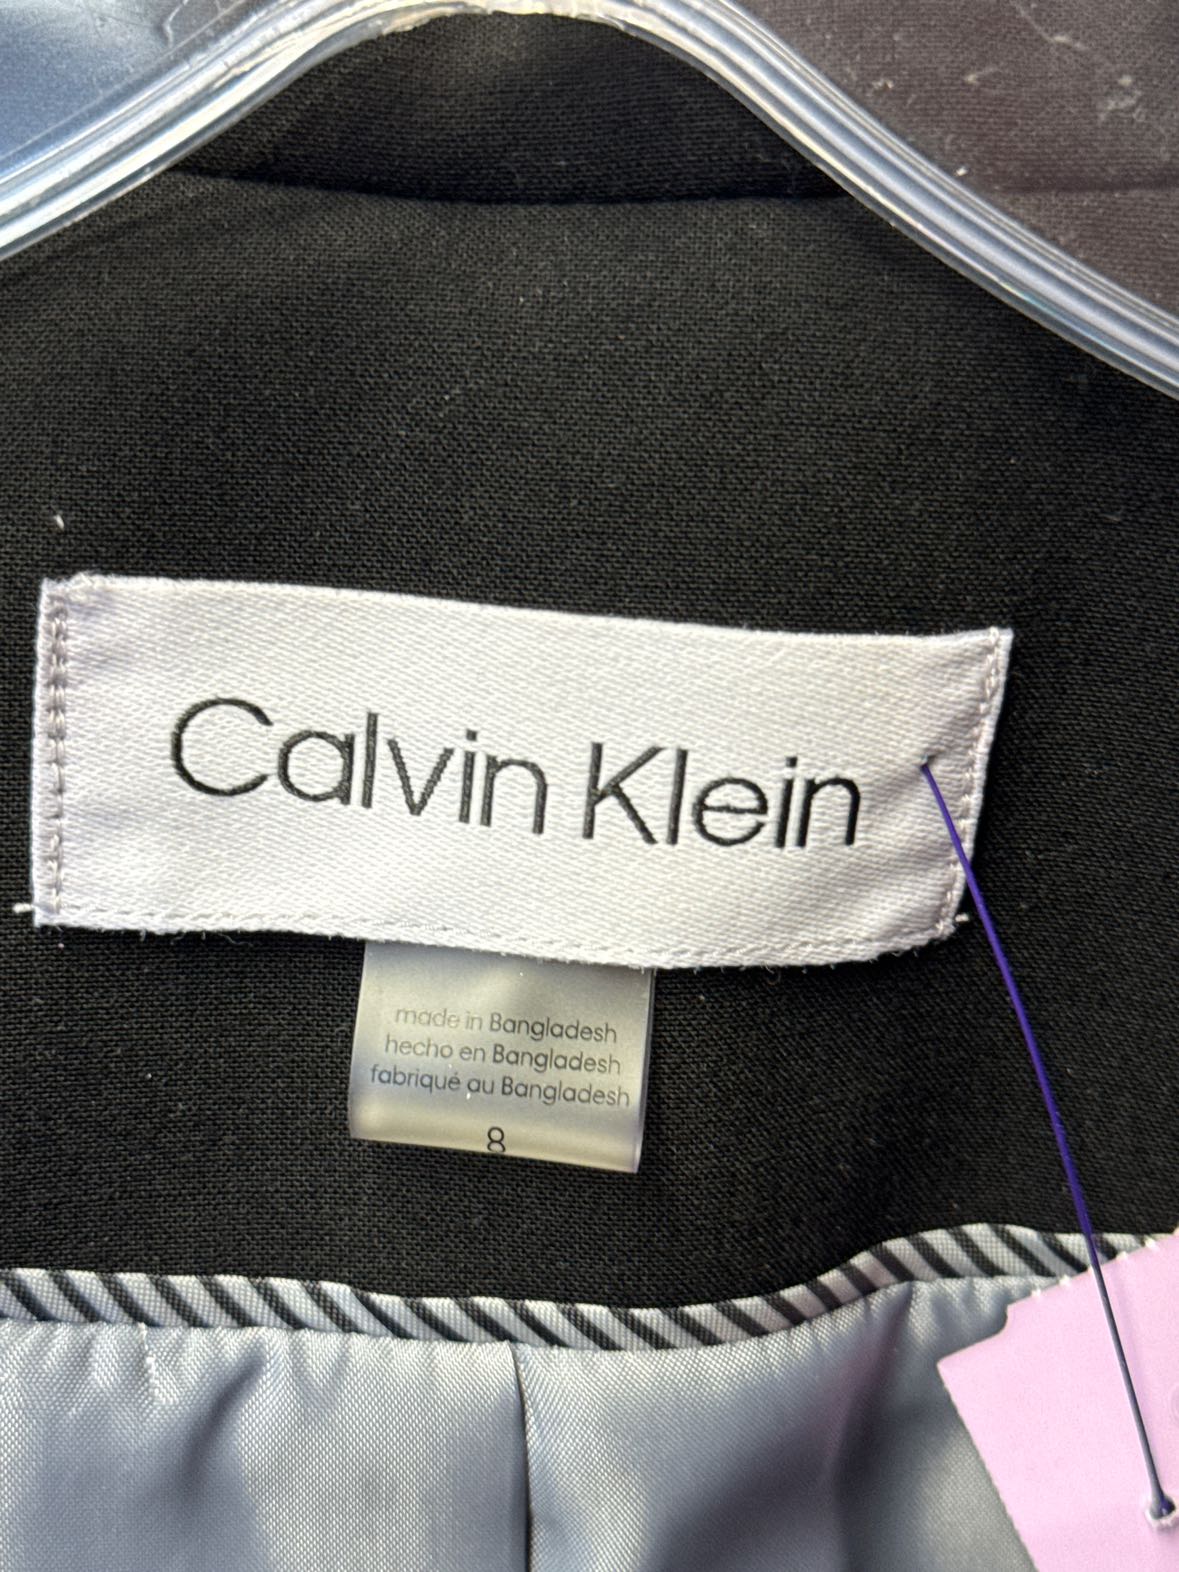 Calvin Klein
made in Bangladesh
hecho en Bangladesh
fabriqué au Bangladesh
8